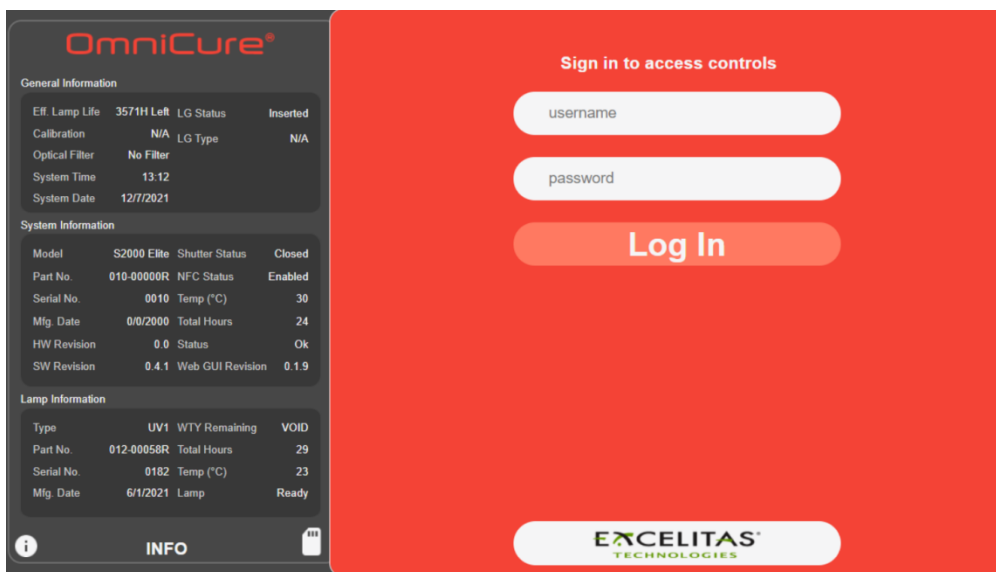 OmniCure®
General Information
Eff. Lamp Life 3571H Left LG Status Inserted
Calibration N/A LG Type N/A
Optical Filter No Filter
System Time 13:12
System Date 12/7/2021
System Information
Model S2000 Elite Shutter Status Closed
Part No. 010-00000R NFC Status Enabled
Serial No. 0010 Temp (°C) 30
Mfg. Date 0/0/2000 Total Hours 24
HW Revision 0.0 Status Ok
SW Revision 0.4.1 Web GUI Revision 0.1.9
Lamp Information
Type UV1 WTY Remaining VOID
Part No. 012-00058R Total Hours 29
Serial No. 0182 Temp (°C) 23
Mfg. Date 6/1/2021 Lamp Ready
i INFO
Sign in to access controls
username
password
Log In
EXCELITAS®
TECHNOLOGIES